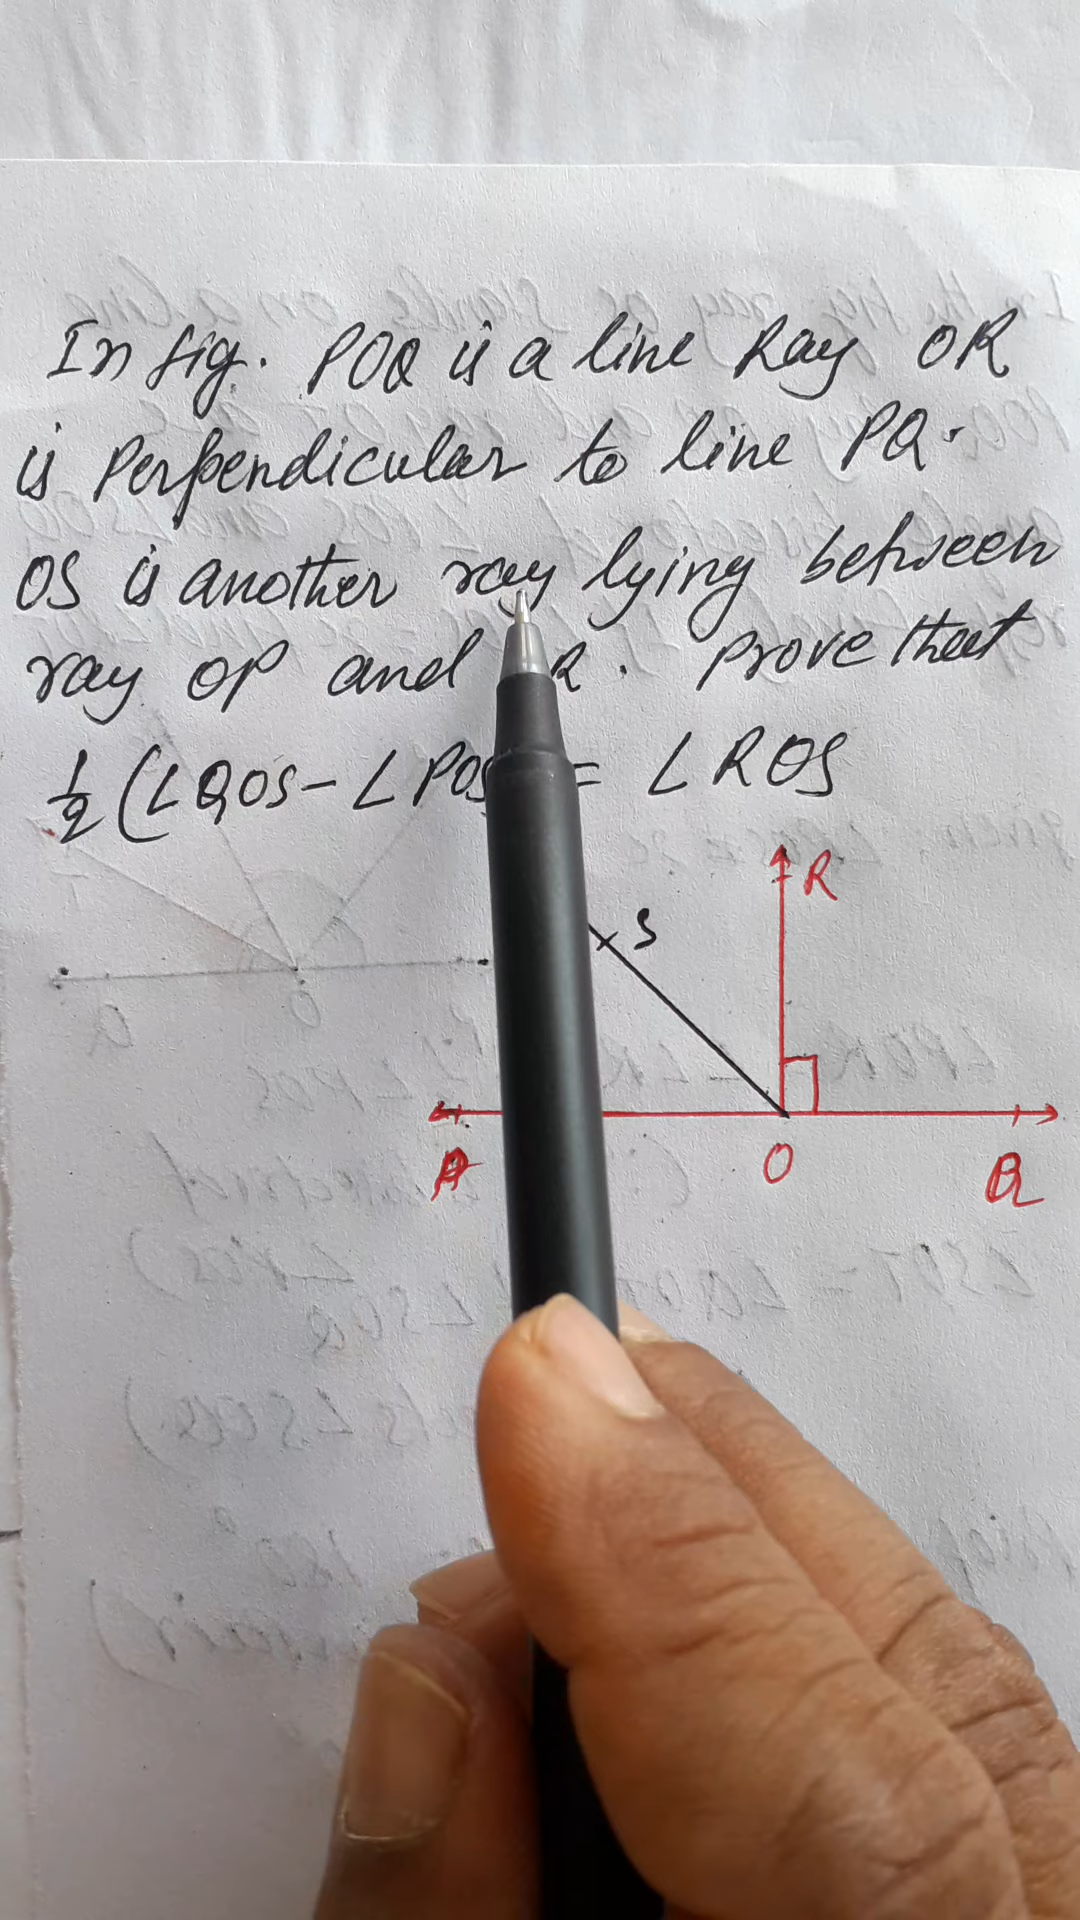 In fig. POQ is a line Ray OR
is Perpendicular to line PQ.
OS is another ray lying between
ray OP and R. Prove that
1/2 (∠QOS - ∠POS = ∠ROS
R
S
P
O
Q